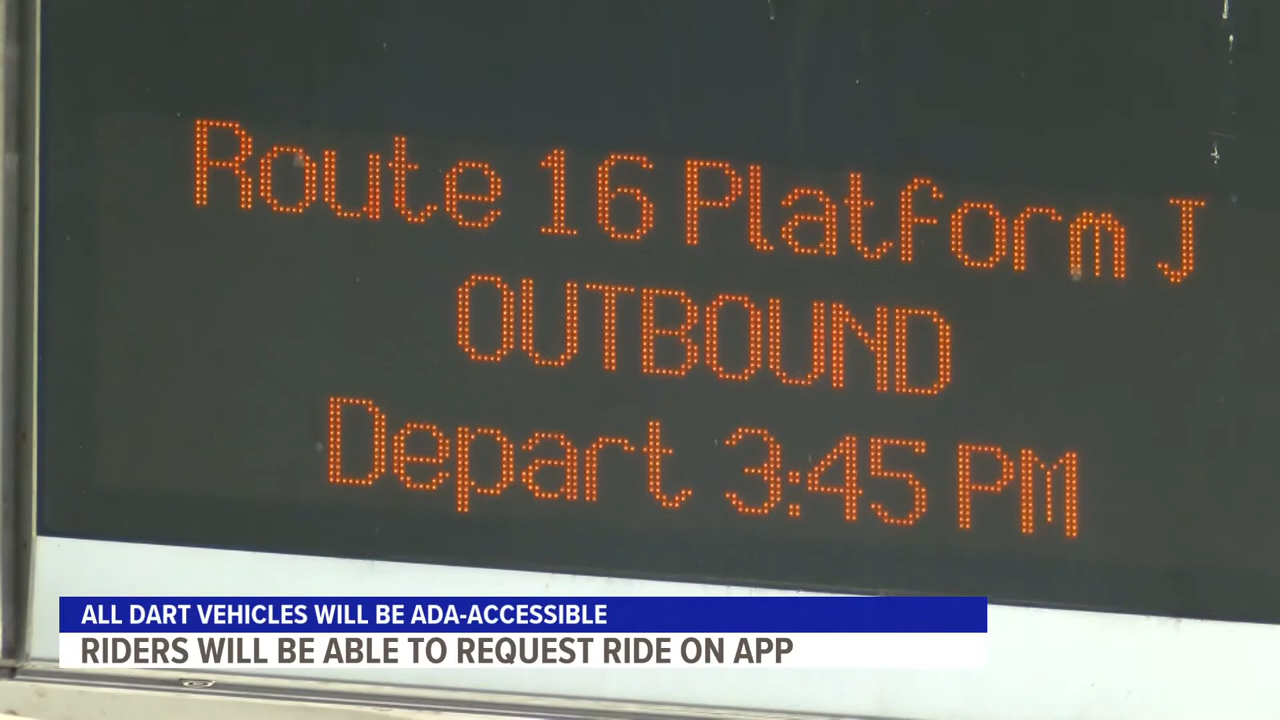 Route 16 Platform J
OUTBOUND
Depart 3:45 PM
ALL DART VEHICLES WILL BE ADA-ACCESSIBLE
RIDERS WILL BE ABLE TO REQUEST RIDE ON APP